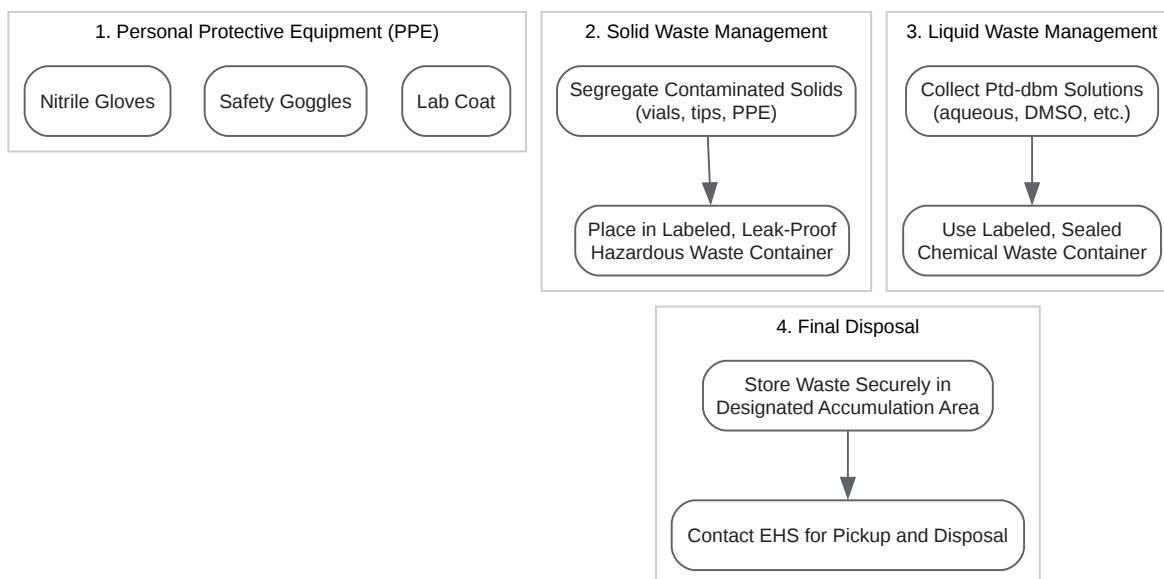 1. Personal Protective Equipment (PPE)
Nitrile Gloves
Safety Goggles
Lab Coat
2. Solid Waste Management
Segregate Contaminated Solids
(vials, tips, PPE)
Place in Labeled, Leak-Proof
Hazardous Waste Container
3. Liquid Waste Management
Collect Ptd-dbm Solutions
(aqueous, DMSO, etc.)
Use Labeled, Sealed
Chemical Waste Container
4. Final Disposal
Store Waste Securely in
Designated Accumulation Area
Contact EHS for Pickup and Disposal